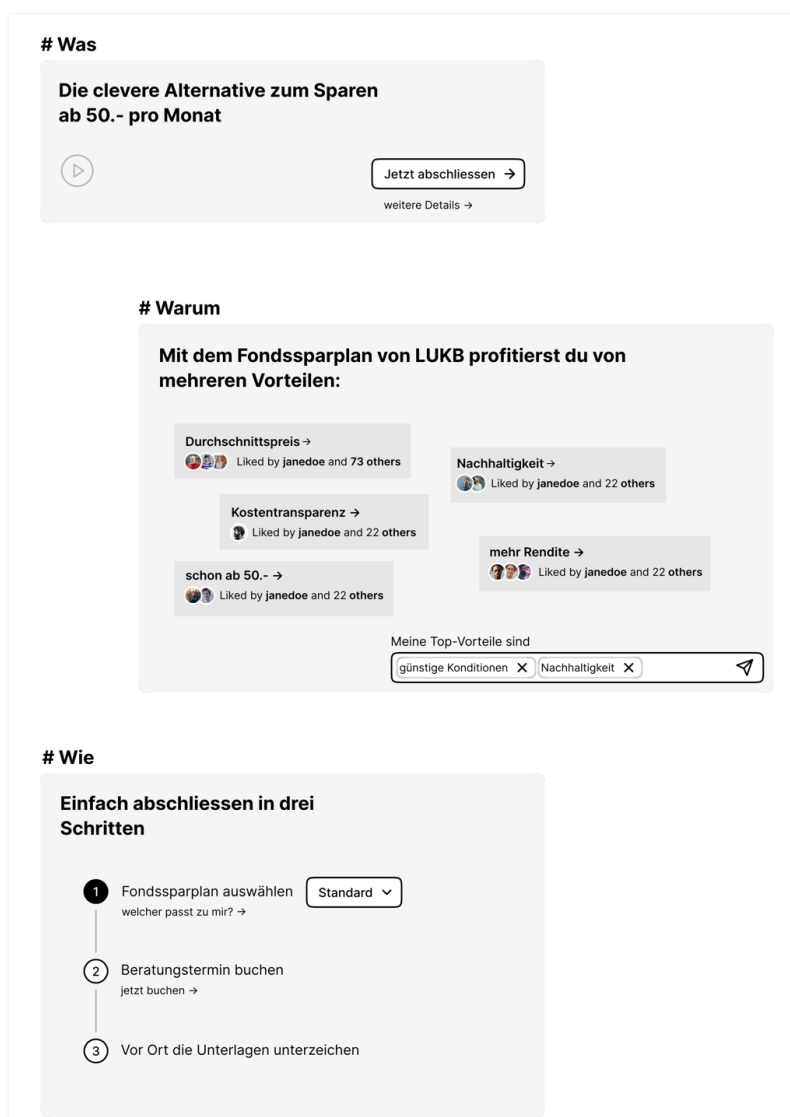 # Was
Die clevere Alternative zum Sparen
ab 50.- pro Monat
Jetzt abschliessen →
weitere Details →
# Warum
Mit dem Fondssparplan von LUKB profitierst du von
mehreren Vorteilen:
Durchschnittspreis →
Liked by janedoe and 73 others
Nachhaltigkeit →
Liked by janedoe and 22 others
Kostentransparenz →
Liked by janedoe and 22 others
mehr Rendite →
Liked by janedoe and 22 others
schon ab 50.- →
Liked by janedoe and 22 others
Meine Top-Vorteile sind
günstige Konditionen X Nachhaltigkeit X
# Wie
Einfach abschliessen in drei
Schritten
1 Fondssparplan auswählen Standard
welcher passt zu mir? →
2 Beratungstermin buchen
jetzt buchen →
3 Vor Ort die Unterlagen unterzeichen